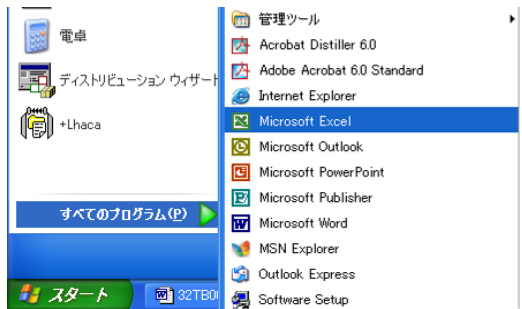 電卓
ディストリビューション ウィザード
+Lhaca
すべてのプログラム(P)
スタート
32TB0
管理ツール
Acrobat Distiller 6.0
Adobe Acrobat 6.0 Standard
Internet Explorer
Microsoft Excel
Microsoft Outlook
Microsoft PowerPoint
Microsoft Publisher
Microsoft Word
MSN Explorer
Outlook Express
Software Setup